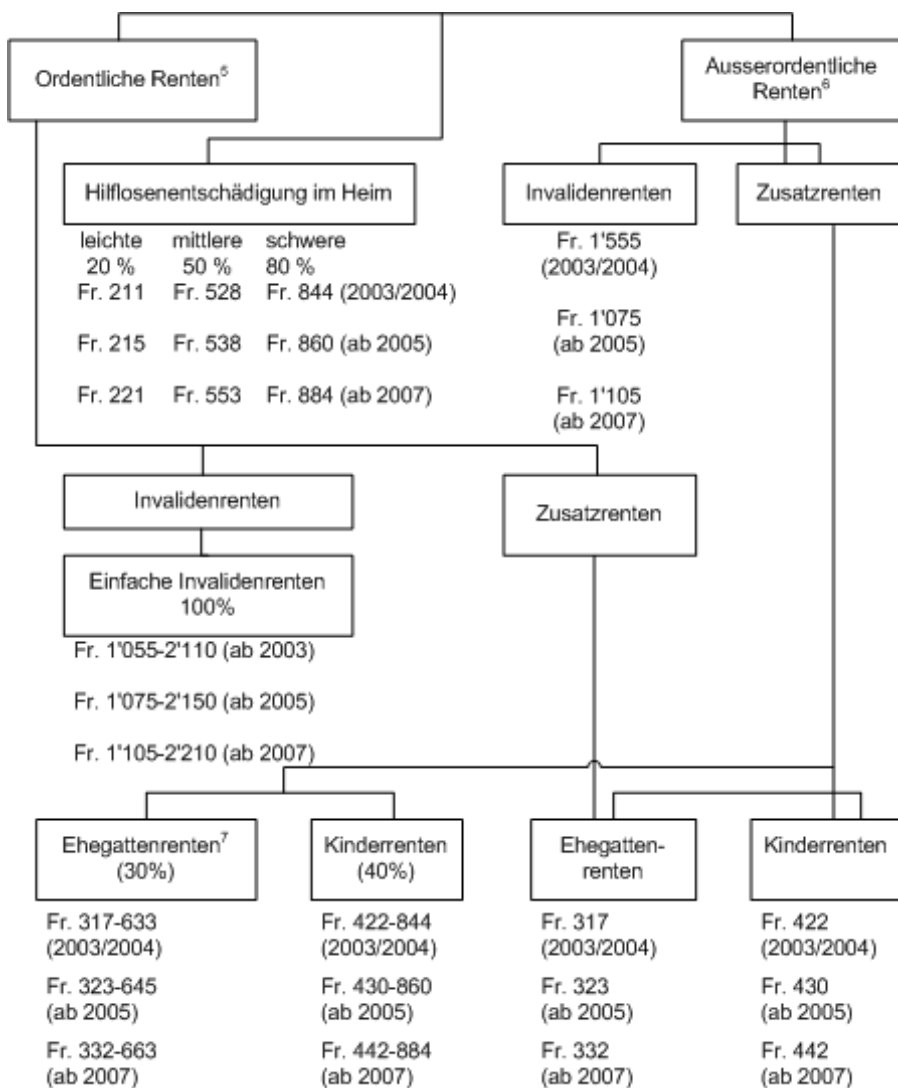 Ordentliche Renten⁵
Ausserordentliche
Renten⁶
Hilflosenentschädigung im Heim
Invalidenrenten
Zusatzrenten
leichte mittlere schwere
20 % 50 % 80 %
Fr. 211 Fr. 528 Fr. 844 (2003/2004)
Fr. 215 Fr. 538 Fr. 860 (ab 2005)
Fr. 221 Fr. 553 Fr. 884 (ab 2007)
Fr. 1'555
(2003/2004)
Fr. 1'075
(ab 2005)
Fr. 1'105
(ab 2007)
Invalidenrenten
Zusatzrenten
Einfache Invalidenrenten
100%
Fr. 1'055-2'110 (ab 2003)
Fr. 1'075-2'150 (ab 2005)
Fr. 1'105-2'210 (ab 2007)
Ehegattenrenten⁷
(30%)
Fr. 317-633
(2003/2004)
Fr. 323-645
(ab 2005)
Fr. 332-663
(ab 2007)
Kinderrenten
(40%)
Fr. 422-844
(2003/2004)
Fr. 430-860
(ab 2005)
Fr. 442-884
(ab 2007)
Ehegatten-
renten
Fr. 317
(2003/2004)
Fr. 323
(ab 2005)
Fr. 332
(ab 2007)
Kinderrenten
Fr. 422
(2003/2004)
Fr. 430
(ab 2005)
Fr. 442
(ab 2007)